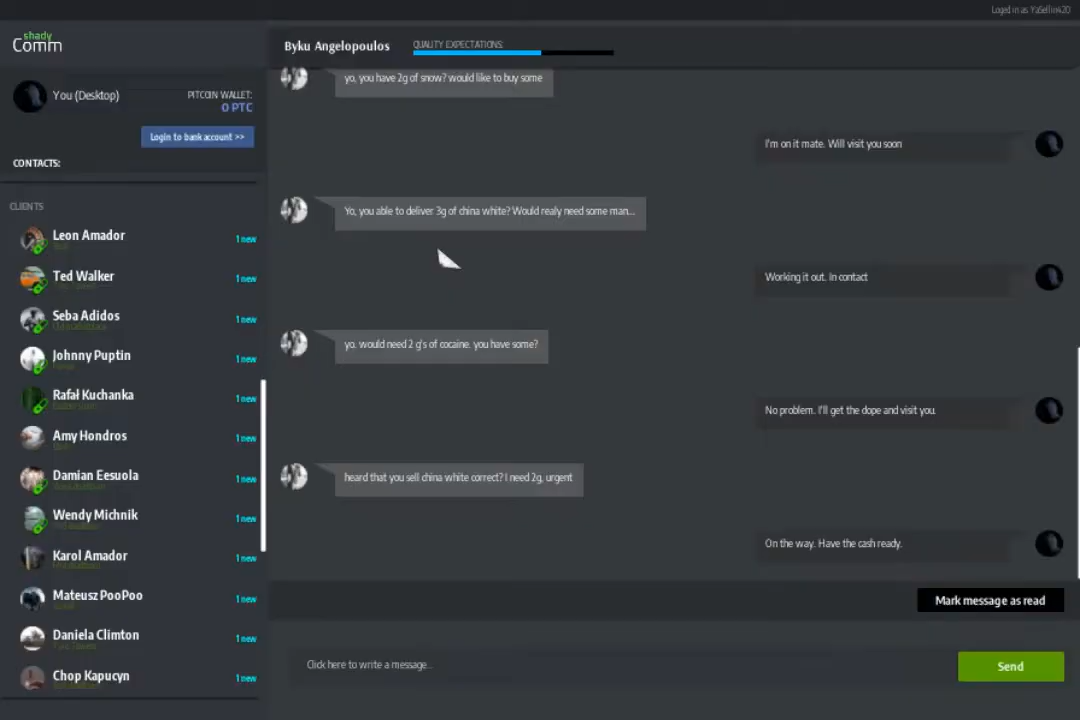 Loged in as YaSellin420
shady
Comm
Byku Angelopoulos
QUALITY EXPECTATIONS:
You (Desktop)
PITCOIN WALLET:
0 PTC
Login to bank account >>
CONTACTS:
CLIENTS
Leon Amador
1 new
Ted Walker
1 new
Seba Adidos
1 new
Johnny Puptin
1 new
Rafał Kuchanka
1 new
Amy Hondros
1 new
Damian Eesuola
1 new
Wendy Michnik
1 new
Karol Amador
1 new
Mateusz PooPoo
1 new
Daniela Climton
1 new
Chop Kapucyn
1 new
yo, you have 2g of snow? would like to buy some
I'm on it mate. Will visit you soon
Yo, you able to deliver 3g of china white? Would realy need some man...
Working it out. In contact
yo. would need 2 g's of cocaine. you have some?
No problem. I'll get the dope and visit you.
heard that you sell china white correct? I need 2g, urgent
On the way. Have the cash ready.
Mark message as read
Click here to write a message...
Send